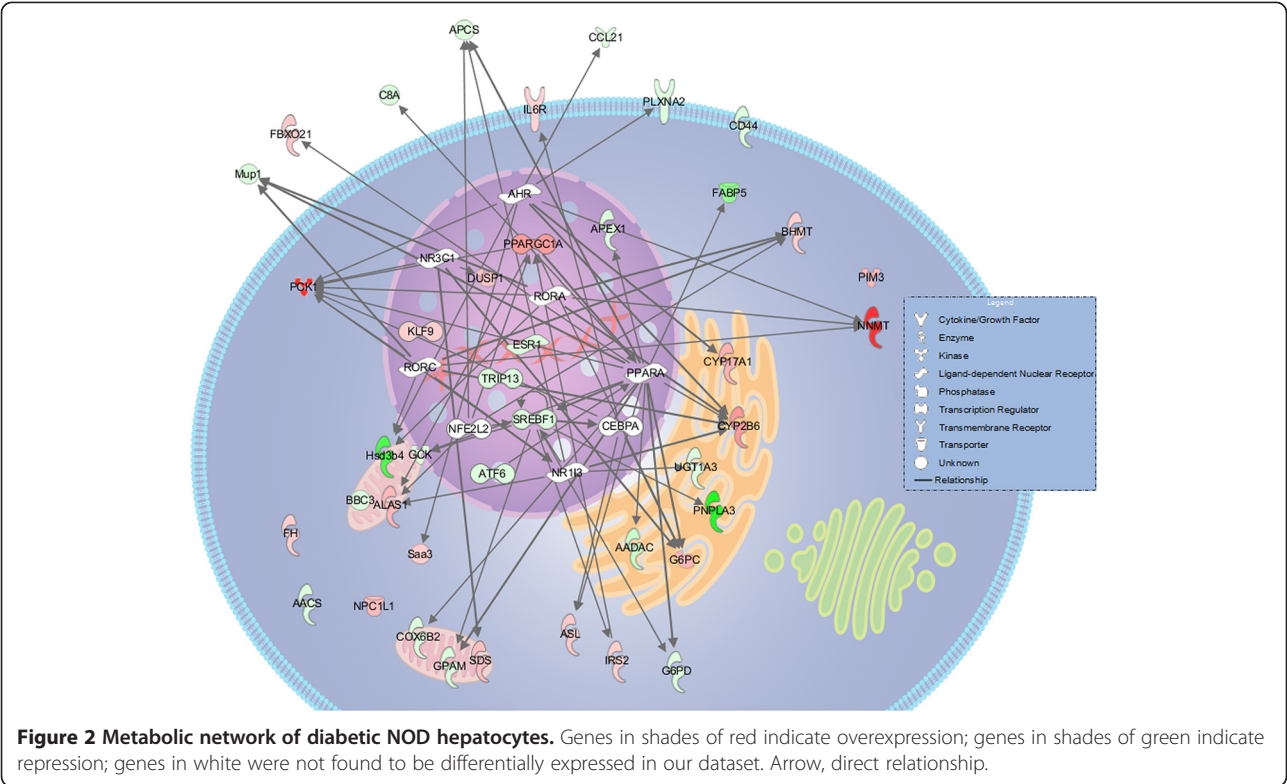 APCS
CCL21
C8A
IL6R
PLXNA2
CD44
FBXO21
Mup1
AHR
FABP5
APEX1
BHMT
PPARGC1A
NR3C1
DUSP1
PIM3
PCK1
RORA
NNMT
KLF9
ESR1
CYP17A1
RORC
PPARA
TRIP13
SREBF1
CEBPA
CYP2B6
NFE2L2
Hsd3b4
GCK
ATF6
NR1I3
UGT1A3
BBC3
ALAS1
PNPLA3
FH
Saa3
AADAC
G6PC
AACS
NPC1L1
COX6B2
ASL
GPAM
SDS
IRS2
G6PD
Legend
Cytokine/Growth Factor
Enzyme
Kinase
Ligand-dependent Nuclear Receptor
Phosphatase
Transcription Regulator
Transmembrane Receptor
Transporter
Unknown
Relationship
Figure 2 Metabolic network of diabetic NOD hepatocytes. Genes in shades of red indicate overexpression; genes in shades of green indicate
repression; genes in white were not found to be differentially expressed in our dataset. Arrow, direct relationship.